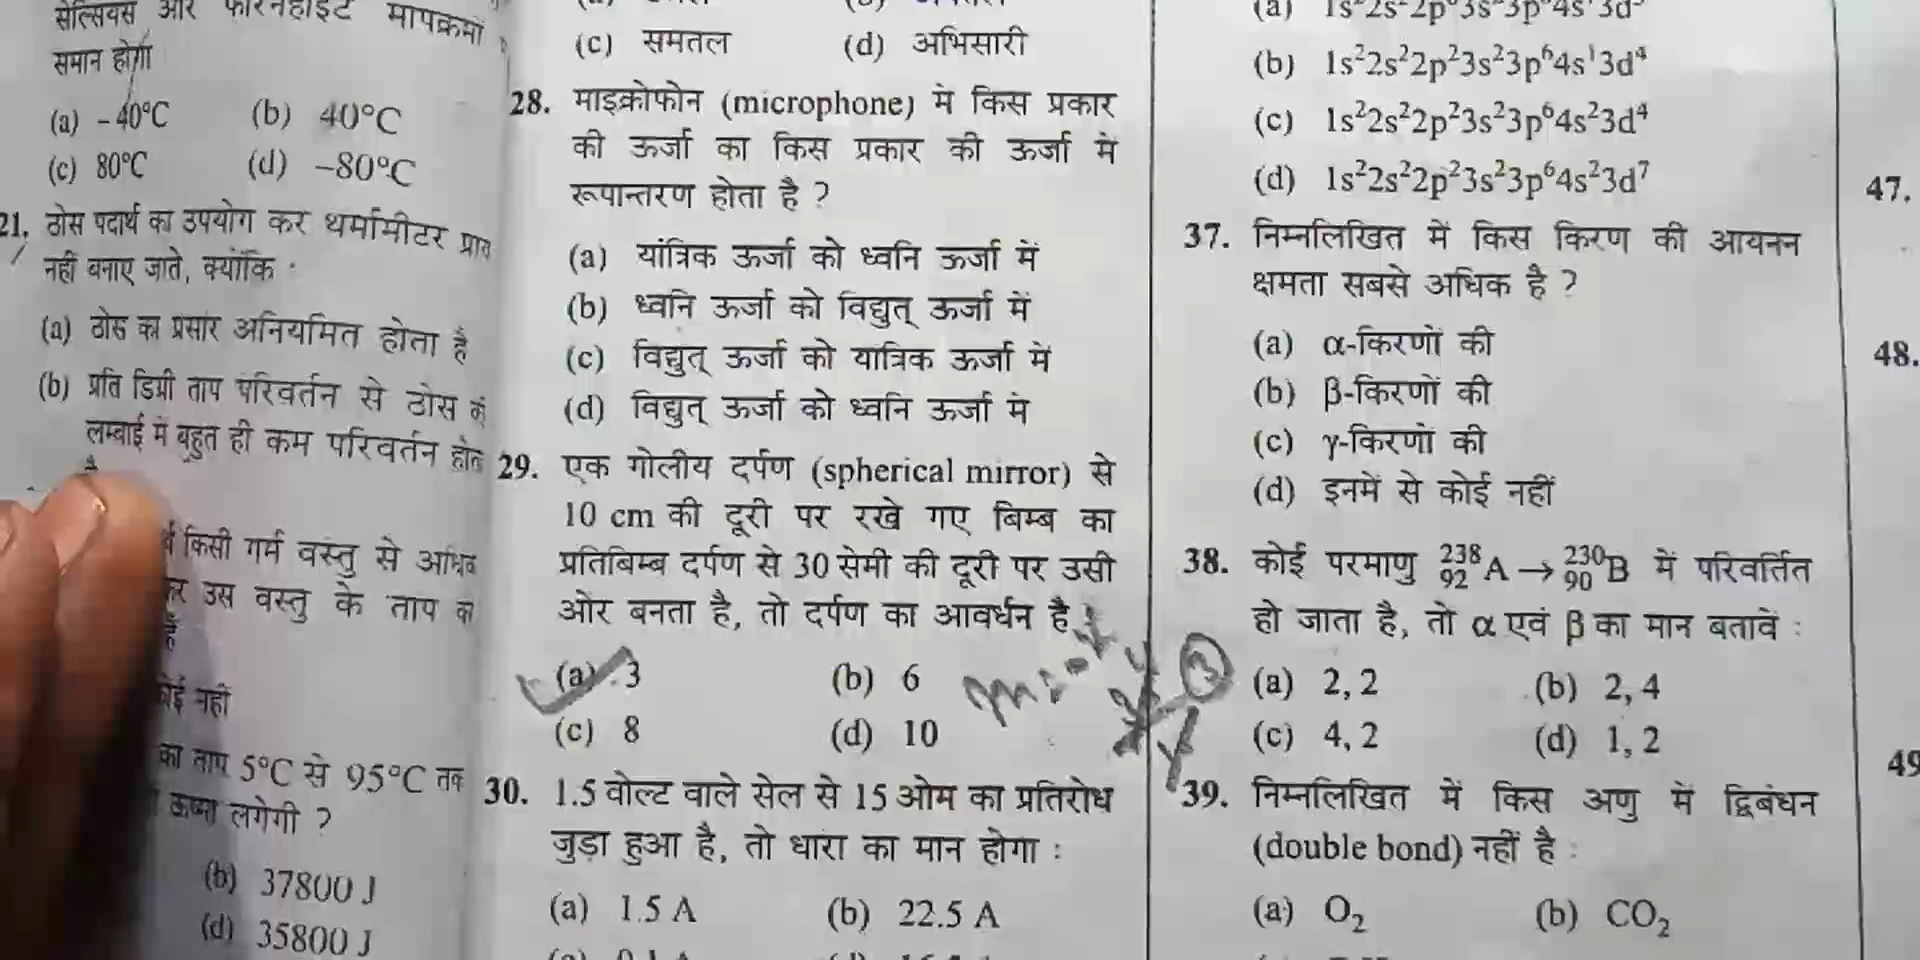 सेल्सियस और फारेनहाइट मापक्रमों
समान होगा
(a) -40°C (b) 40°C
(c) 80°C (d) -80°C
21. ठोस पदार्थ का उपयोग कर थर्मामीटर प्राय
नहीं बनाए जाते, क्योंकि
(a) ठोस का प्रसार अनियमित होता है
(b) प्रति डिग्री ताप परिवर्तन से ठोस की
लम्बाई में बहुत ही कम परिवर्तन होत
किसी गर्म वस्तु से अधिक
कर उस वस्तु के ताप को
है
कोई नहीं
का ताप 5°C से 95°C तक
ऊष्मा लगेगी ?
(b) 37800 J
(d) 35800 J
(c) समतल (d) अभिसारी
28. माइक्रोफोन (microphone) में किस प्रकार
की ऊर्जा का किस प्रकार की ऊर्जा में
रूपान्तरण होता है ?
(a) यांत्रिक ऊर्जा को ध्वनि ऊर्जा में
(b) ध्वनि ऊर्जा को विद्युत् ऊर्जा में
(c) विद्युत् ऊर्जा को यांत्रिक ऊर्जा में
(d) विद्युत् ऊर्जा को ध्वनि ऊर्जा में
29. एक गोलीय दर्पण (spherical mirror) से
10 cm की दूरी पर रखे गए बिम्ब का
प्रतिबिम्ब दर्पण से 30 सेमी की दूरी पर उसी
ओर बनता है, तो दर्पण का आवर्धन है
(a) 3 (b) 6
(c) 8 (d) 10
3
30. 1.5 वोल्ट वाले सेल से 15 ओम का प्रतिरोध
जुड़ा हुआ है, तो धारा का मान होगा :
(a) 1.5 A (b) 22.5 A
(a) 1s²2s²2p⁶3s²3p⁶4s¹3d⁵
(b) 1s²2s²2p²3s²3p⁶4s¹3d⁴
(c) 1s²2s²2p²3s²3p⁶4s²3d⁴
(d) 1s²2s²2p²3s²3p⁶4s²3d⁷
37. निम्नलिखित में किस किरण की आयनन
क्षमता सबसे अधिक है ?
(a) α-किरणों की
(b) β-किरणों की
(c) γ-किरणों की
(d) इनमें से कोई नहीं
38. कोई परमाणु ²³⁸₉₂A → ²³⁰₉₀B में परिवर्तित
हो जाता है, तो α एवं β का मान बतावें :
(a) 2, 2 (b) 2, 4
(c) 4, 2 (d) 1, 2
39. निम्नलिखित में किस अणु में द्विबंधन
(double bond) नहीं है :
(a) O₂ (b) CO₂
47.
48.
49